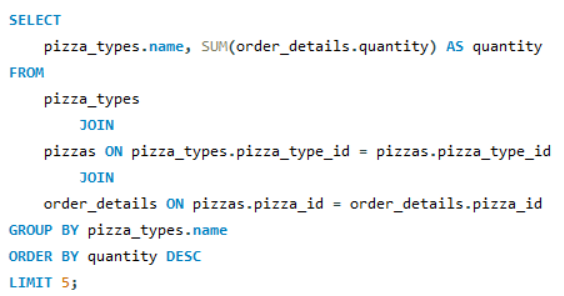 SELECT
pizza_types.name, SUM(order_details.quantity) AS quantity
FROM
pizza_types
JOIN
pizzas ON pizza_types.pizza_type_id = pizzas.pizza_type_id
JOIN
order_details ON pizzas.pizza_id = order_details.pizza_id
GROUP BY pizza_types.name
ORDER BY quantity DESC
LIMIT 5;